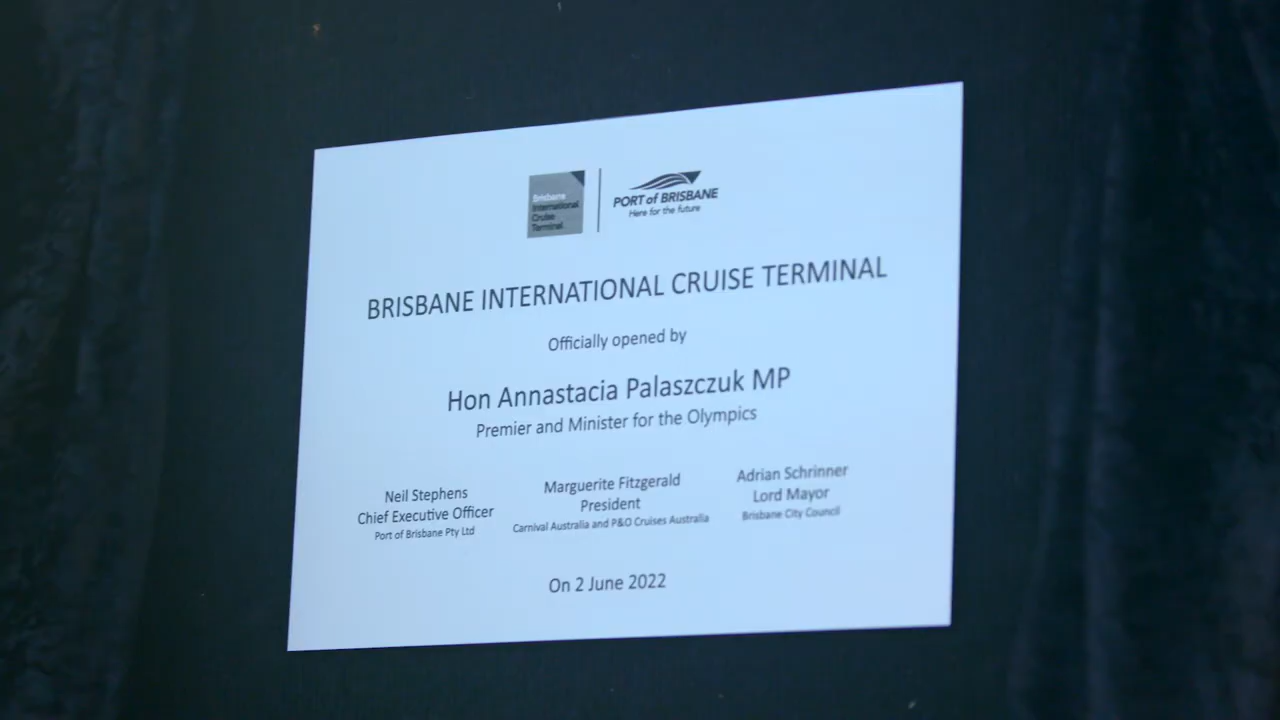 Brisbane
International
Cruise
Terminal
PORT of BRISBANE
Here for the future
BRISBANE INTERNATIONAL CRUISE TERMINAL
Officially opened by
Hon Annastacia Palaszczuk MP
Premier and Minister for the Olympics
Neil Stephens
Chief Executive Officer
Port of Brisbane Pty Ltd
Marguerite Fitzgerald
President
Carnival Australia and P&O Cruises Australia
Adrian Schrinner
Lord Mayor
Brisbane City Council
On 2 June 2022